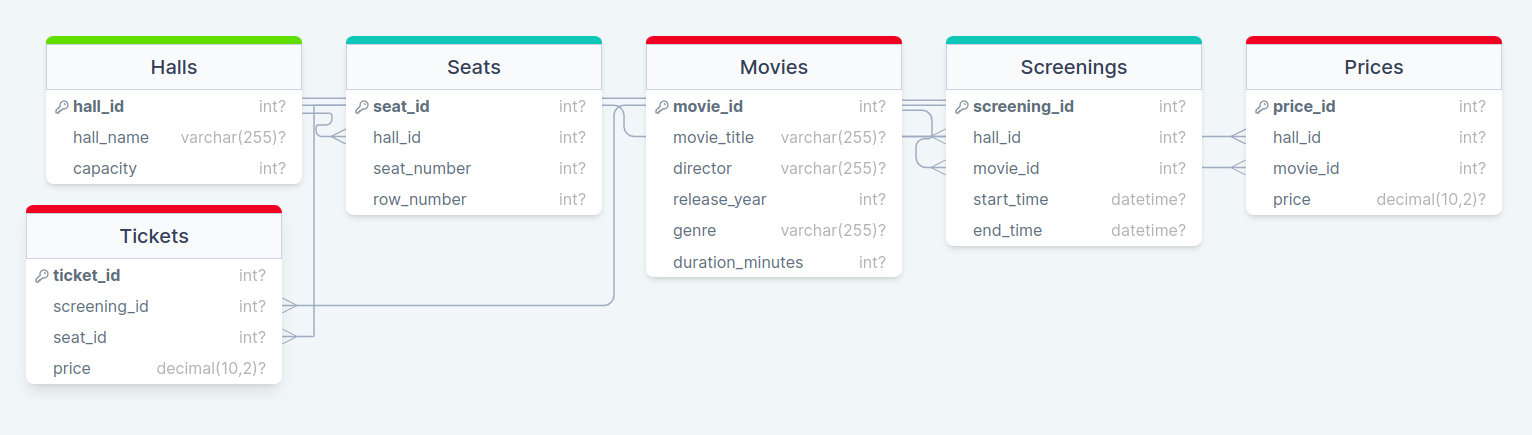 Halls
hall_id int?
hall_name varchar(255)?
capacity int?
Seats
seat_id int?
hall_id int?
seat_number int?
row_number int?
Movies
movie_id int?
movie_title varchar(255)?
director varchar(255)?
release_year int?
genre varchar(255)?
duration_minutes int?
Screenings
screening_id int?
hall_id int?
movie_id int?
start_time datetime?
end_time datetime?
Prices
price_id int?
hall_id int?
movie_id int?
price decimal(10,2)?
Tickets
ticket_id int?
screening_id int?
seat_id int?
price decimal(10,2)?